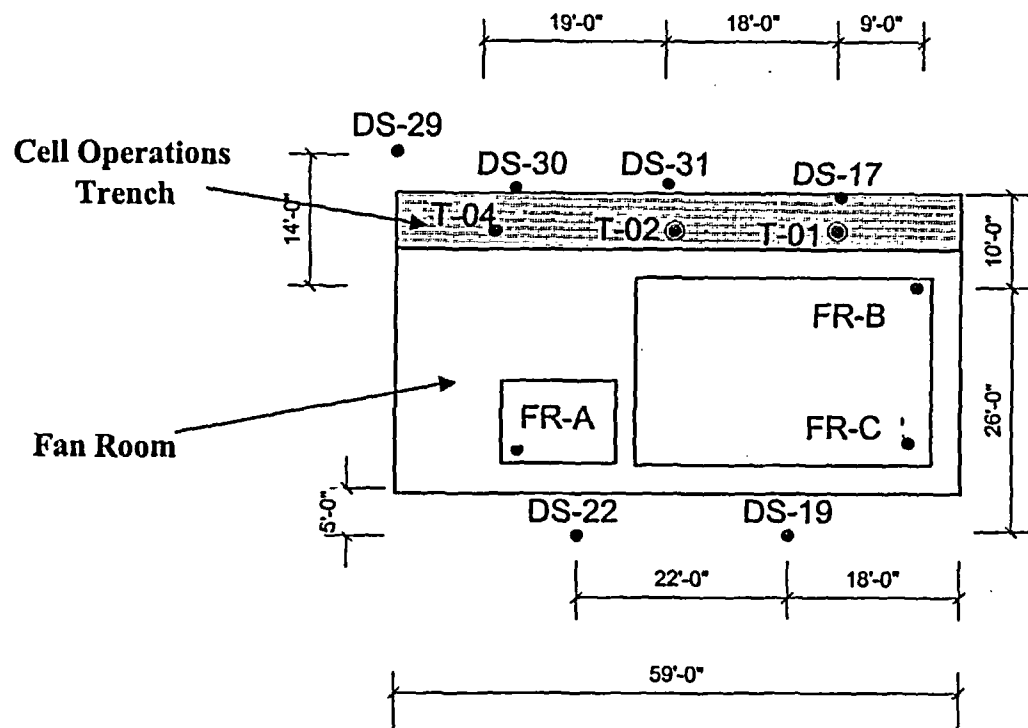 19'-0"
18'-0"
9'-0"
DS-29
Cell Operations
Trench
DS-30
DS-31
DS-17
14'-0"
T-04
T-02
T-01
10'-0"
FR-B
FR-A
FR-C
26'-0"
Fan Room
5'-0"
DS-22
DS-19
22'-0"
18'-0"
59'-0"